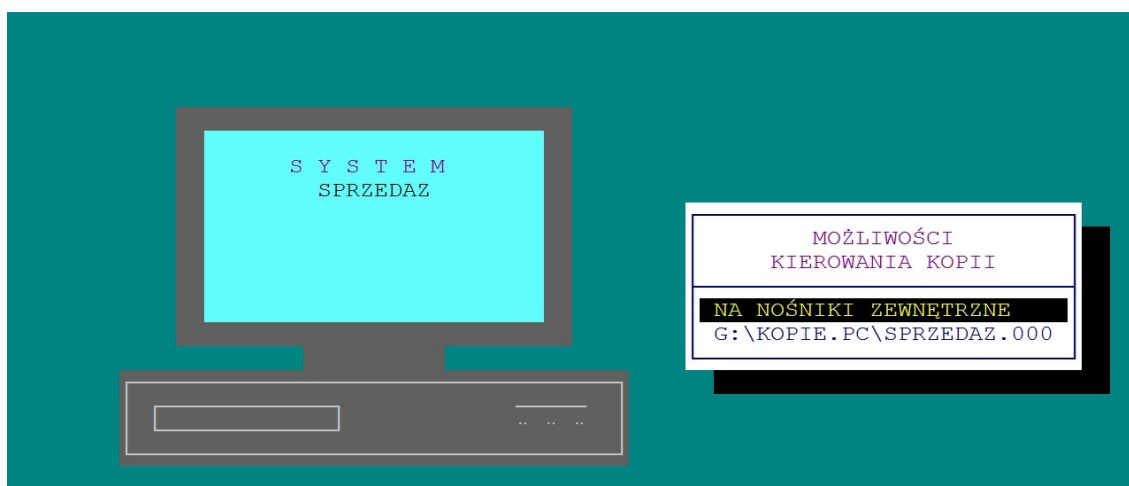 S Y S T E M
SPRZEDAZ
MOŻLIWOŚCI
KIEROWANIA KOPII
NA NOŚNIKI ZEWNĘTRZNE
G:\KOPIE.PC\SPRZEDAZ.000